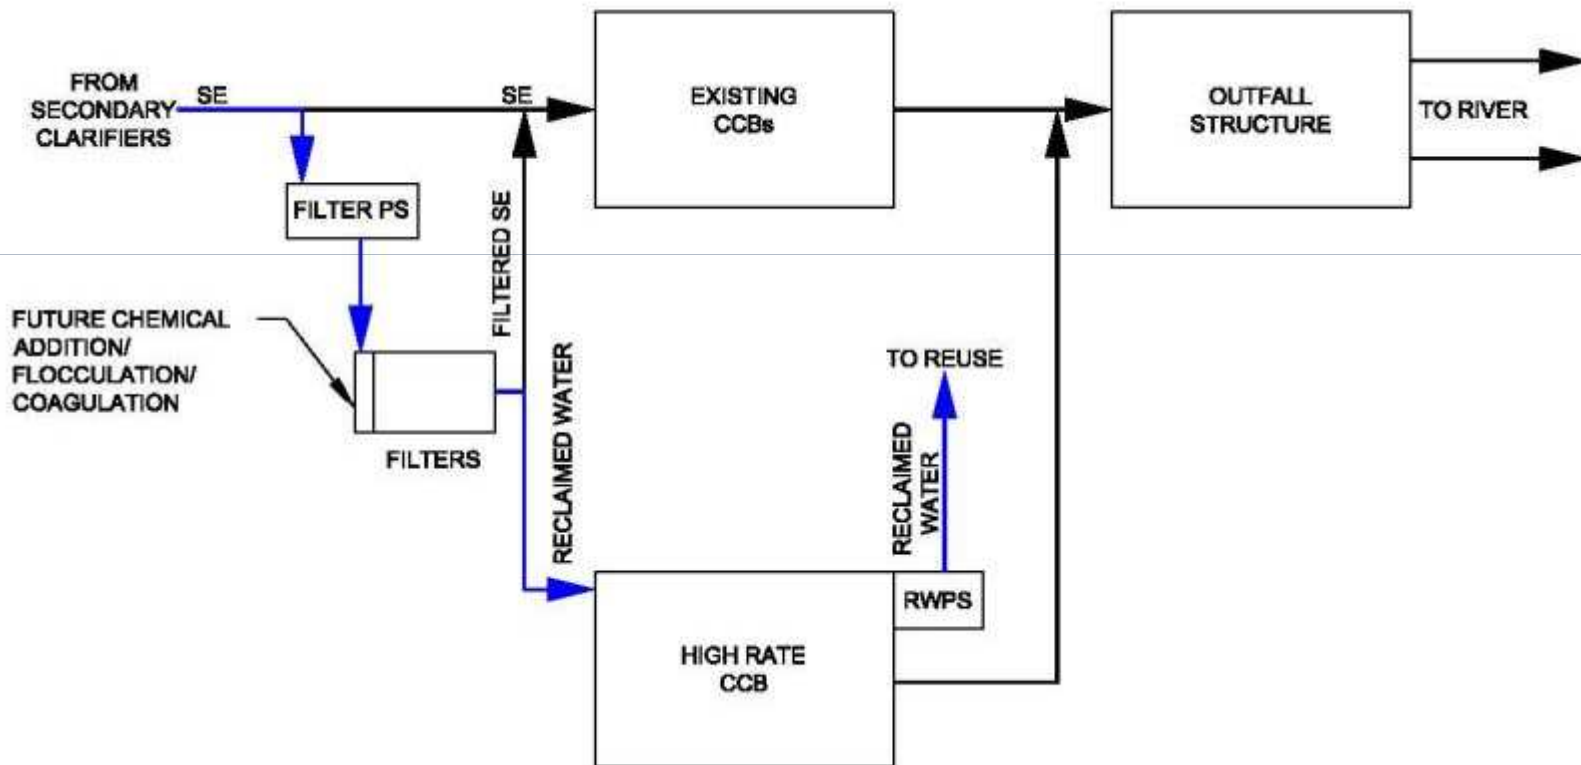 FROM
SECONDARY
CLARIFIERS
SE
SE
EXISTING
CCBs
OUTFALL
STRUCTURE
TO RIVER
FILTER PS
FILTERED SE
FUTURE CHEMICAL
ADDITION/
FLOCCULATION/
COAGULATION
FILTERS
RECLAIMED WATER
TO REUSE
RECLAIMED
WATER
RWPS
HIGH RATE
CCB